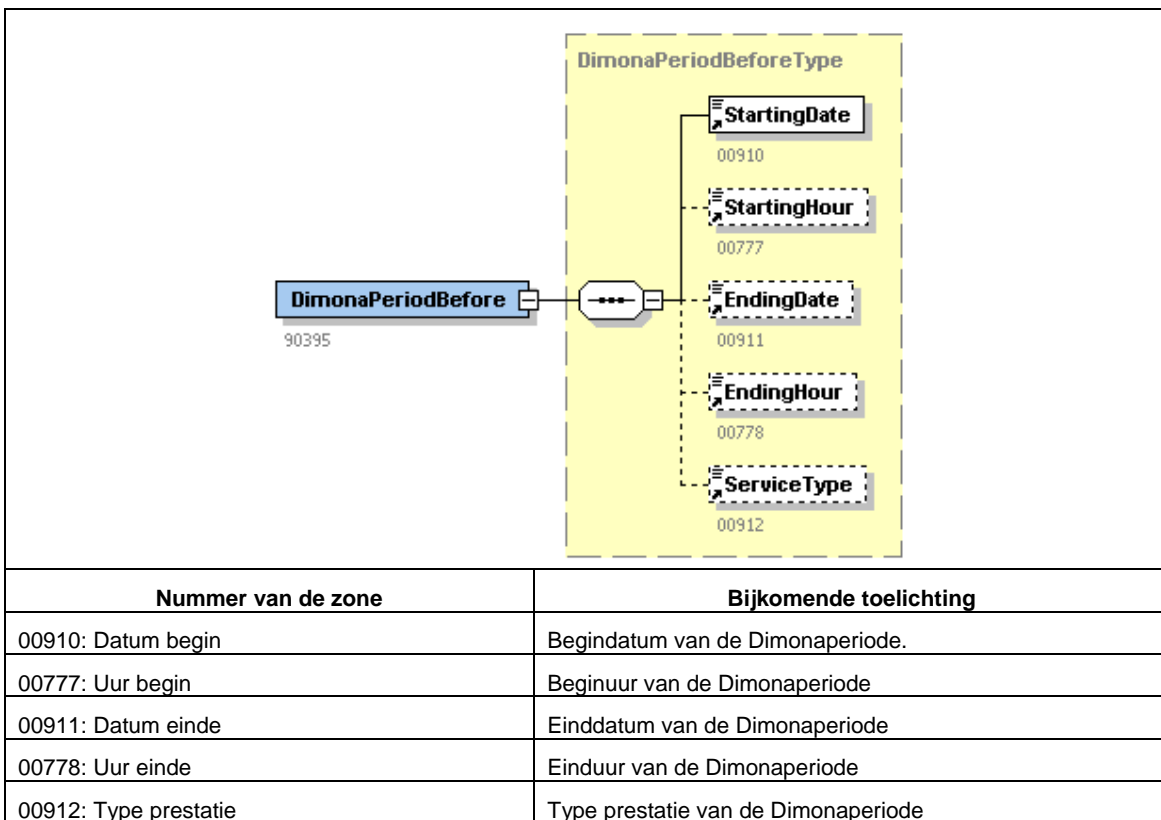 DimonaPeriodBeforeType
StartingDate
00910
StartingHour
00777
DimonaPeriodBefore
90395
EndingDate
00911
EndingHour
00778
ServiceType
00912
Nummer van de zone
Bijkomende toelichting
00910: Datum begin
Begindatum van de Dimonaperiode.
00777: Uur begin
Beginuur van de Dimonaperiode
00911: Datum einde
Einddatum van de Dimonaperiode
00778: Uur einde
Einduur van de Dimonaperiode
00912: Type prestatie
Type prestatie van de Dimonaperiode